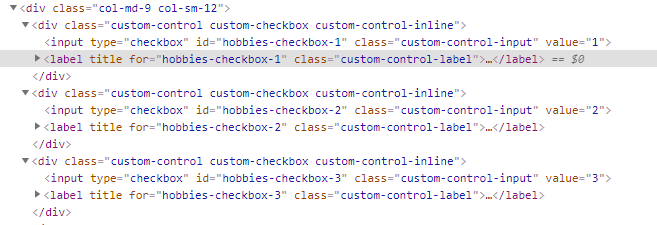 ▼<div class="col-md-9 col-sm-12">
▼<div class="custom-control custom-checkbox custom-control-inline">
<input type="checkbox" id="hobbies-checkbox-1" class="custom-control-input" value="1">
▶<label title for="hobbies-checkbox-1" class="custom-control-label">…</label> == $0
</div>
▼<div class="custom-control custom-checkbox custom-control-inline">
<input type="checkbox" id="hobbies-checkbox-2" class="custom-control-input" value="2">
▶<label title for="hobbies-checkbox-2" class="custom-control-label">…</label>
</div>
▼<div class="custom-control custom-checkbox custom-control-inline">
<input type="checkbox" id="hobbies-checkbox-3" class="custom-control-input" value="3">
▶<label title for="hobbies-checkbox-3" class="custom-control-label">…</label>
</div>